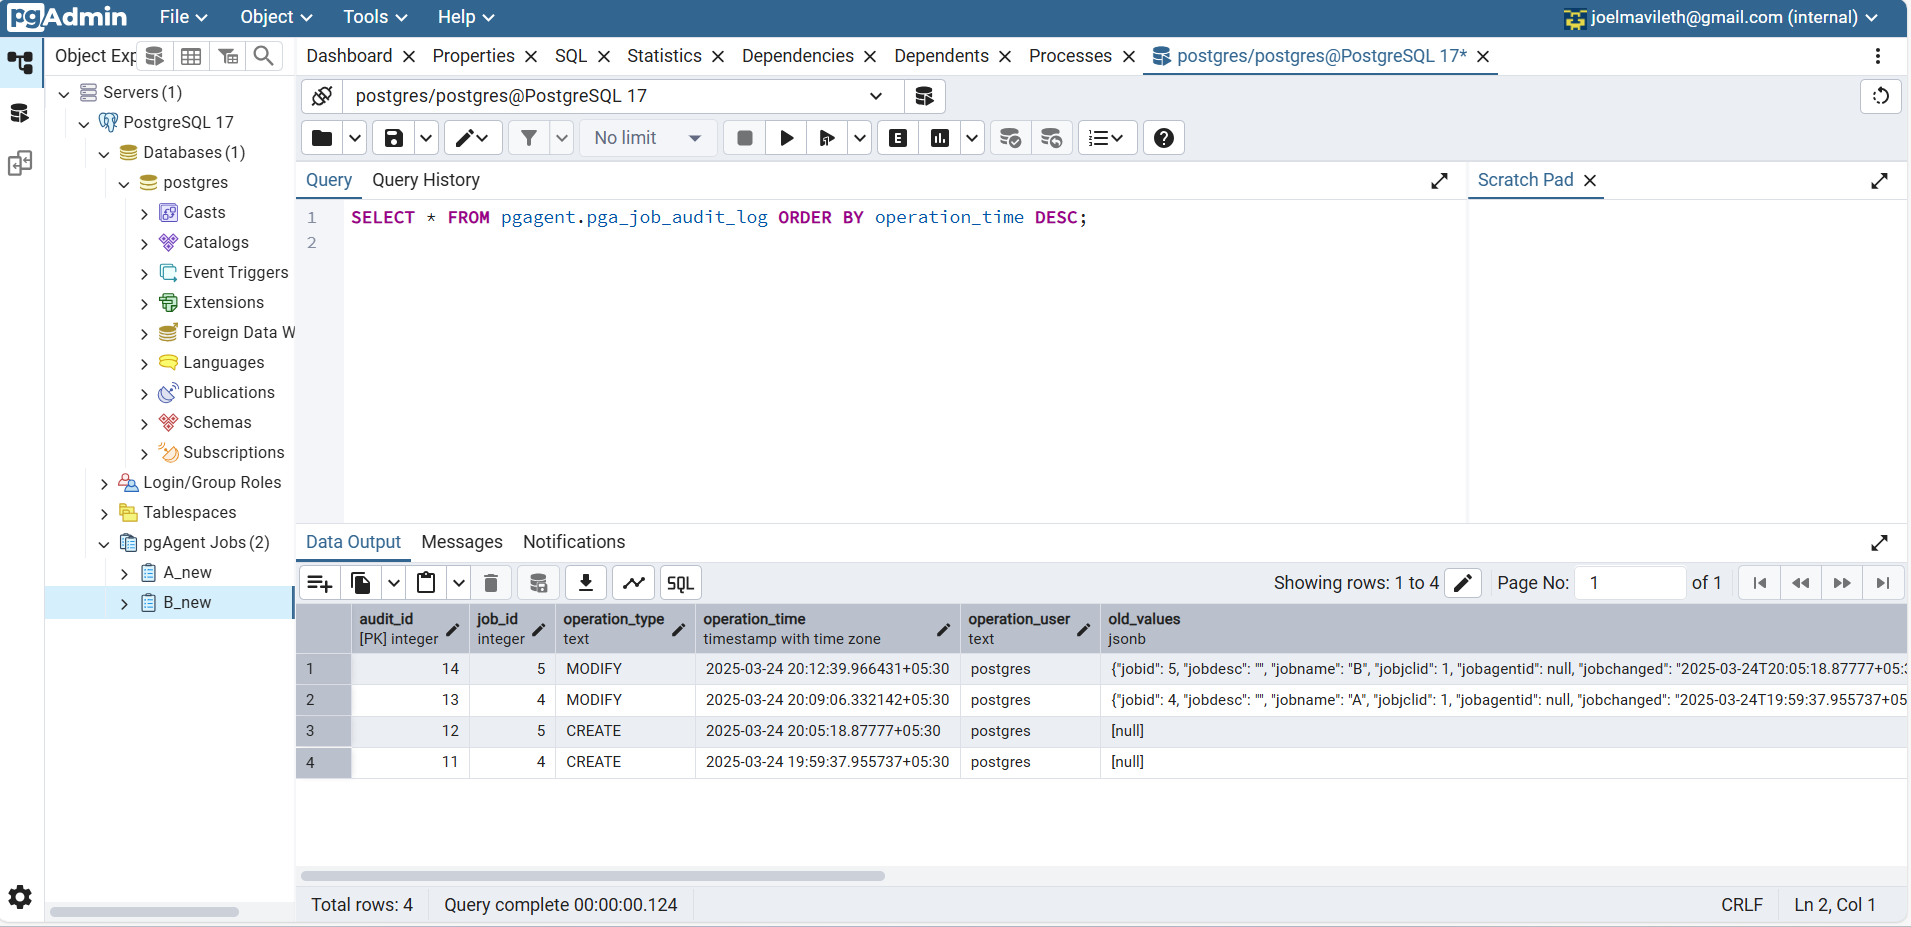 pgAdmin File Object Tools Help joelmavileth@gmail.com (internal)
Object Exp
Dashboard Properties SQL Statistics Dependencies Dependents Processes postgres/postgres@PostgreSQL 17*
Servers (1)
PostgreSQL 17
Databases (1)
postgres
Casts
Catalogs
Event Triggers
Extensions
Foreign Data W
Languages
Publications
Schemas
Subscriptions
Login/Group Roles
Tablespaces
pgAgent Jobs (2)
A_new
B_new
postgres/postgres@PostgreSQL 17
No limit E
Query Query History Scratch Pad
1 SELECT * FROM pgagent.pga_job_audit_log ORDER BY operation_time DESC;
2
Data Output Messages Notifications
SQL Showing rows: 1 to 4 Page No: 1 of 1
audit_id job_id operation_type operation_time operation_user old_values
[PK] integer integer text timestamp with time zone text jsonb
1 14 5 MODIFY 2025-03-24 20:12:39.966431+05:30 postgres {"jobid": 5, "jobdesc": "", "jobname": "B", "jobjclid": 1, "jobagentid": null, "jobchanged": "2025-03-24T20:05:18.87777+05:3
2 13 4 MODIFY 2025-03-24 20:09:06.332142+05:30 postgres {"jobid": 4, "jobdesc": "", "jobname": "A", "jobjclid": 1, "jobagentid": null, "jobchanged": "2025-03-24T19:59:37.955737+05
3 12 5 CREATE 2025-03-24 20:05:18.87777+05:30 postgres [null]
4 11 4 CREATE 2025-03-24 19:59:37.955737+05:30 postgres [null]
Total rows: 4 Query complete 00:00:00.124 CRLF Ln 2, Col 1